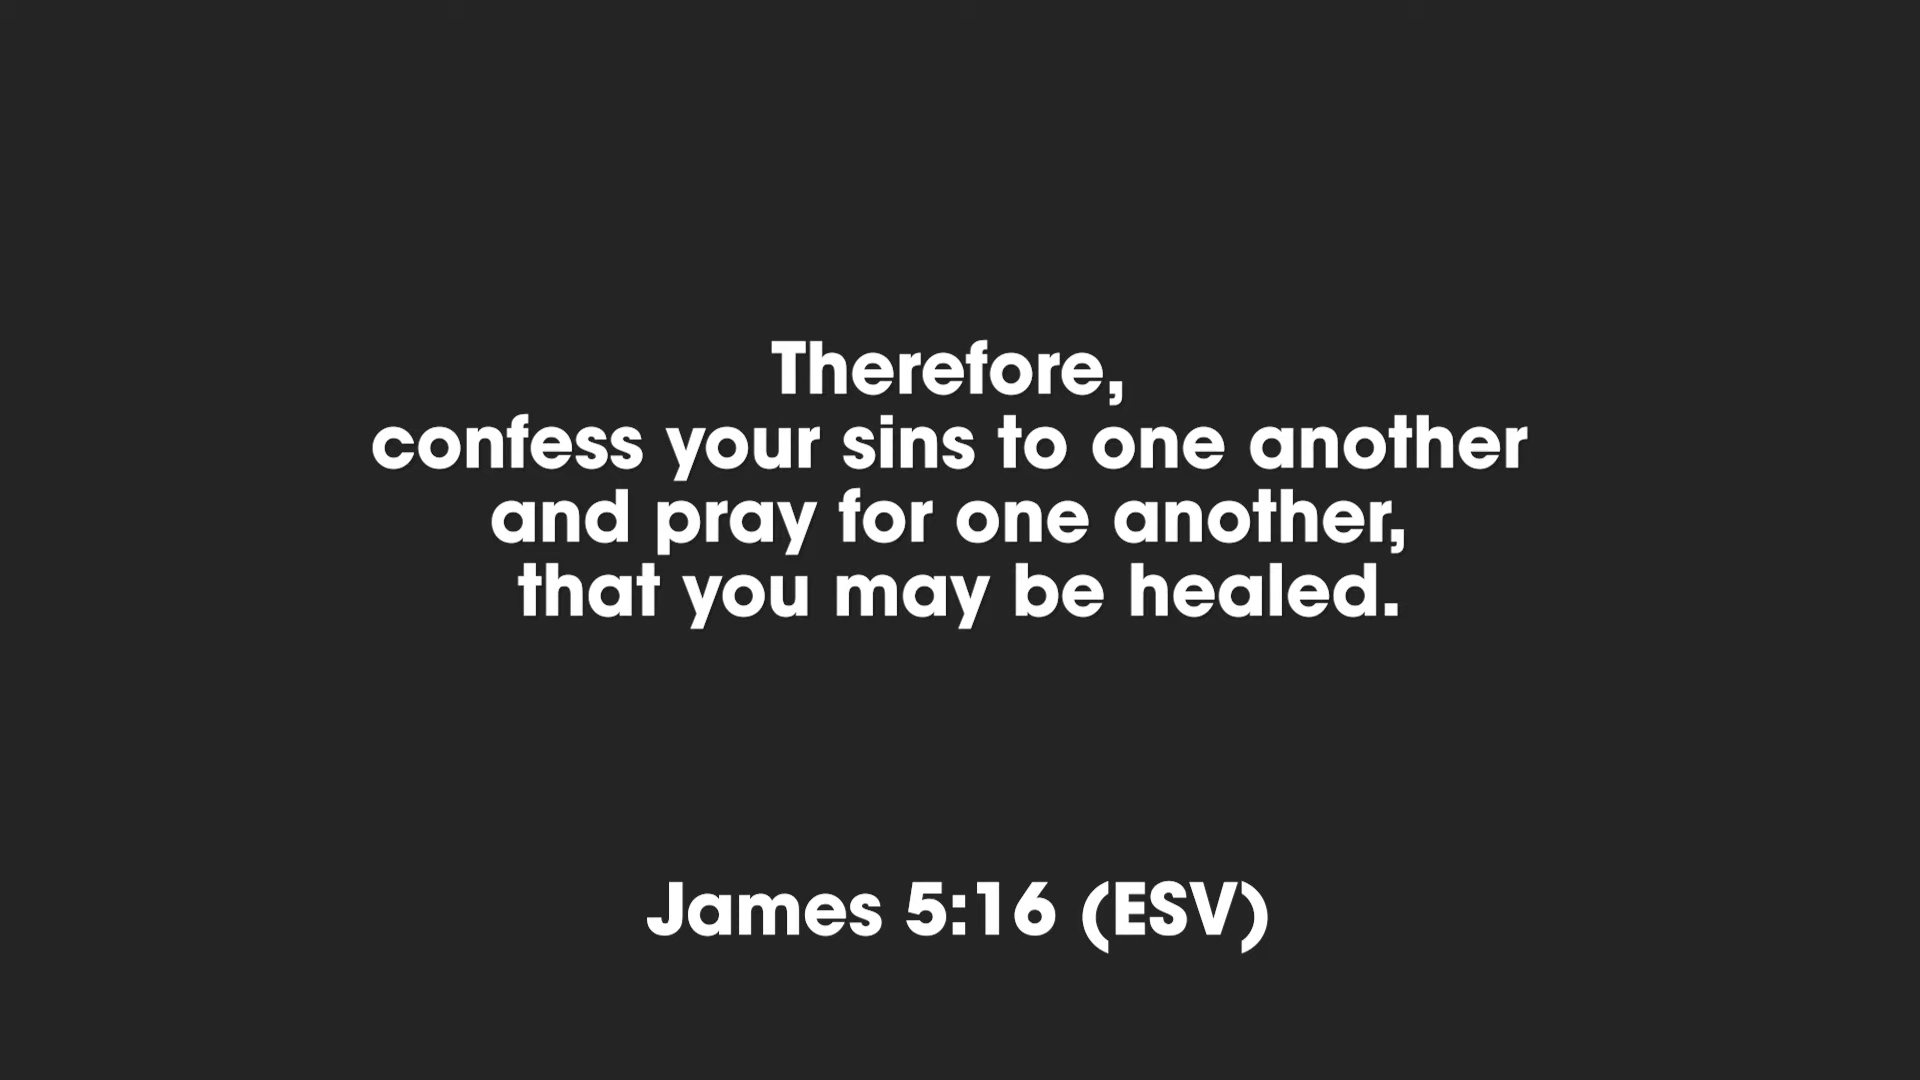 Therefore,
confess your sins to one another
and pray for one another,
that you may be healed.
James 5:16 (ESV)